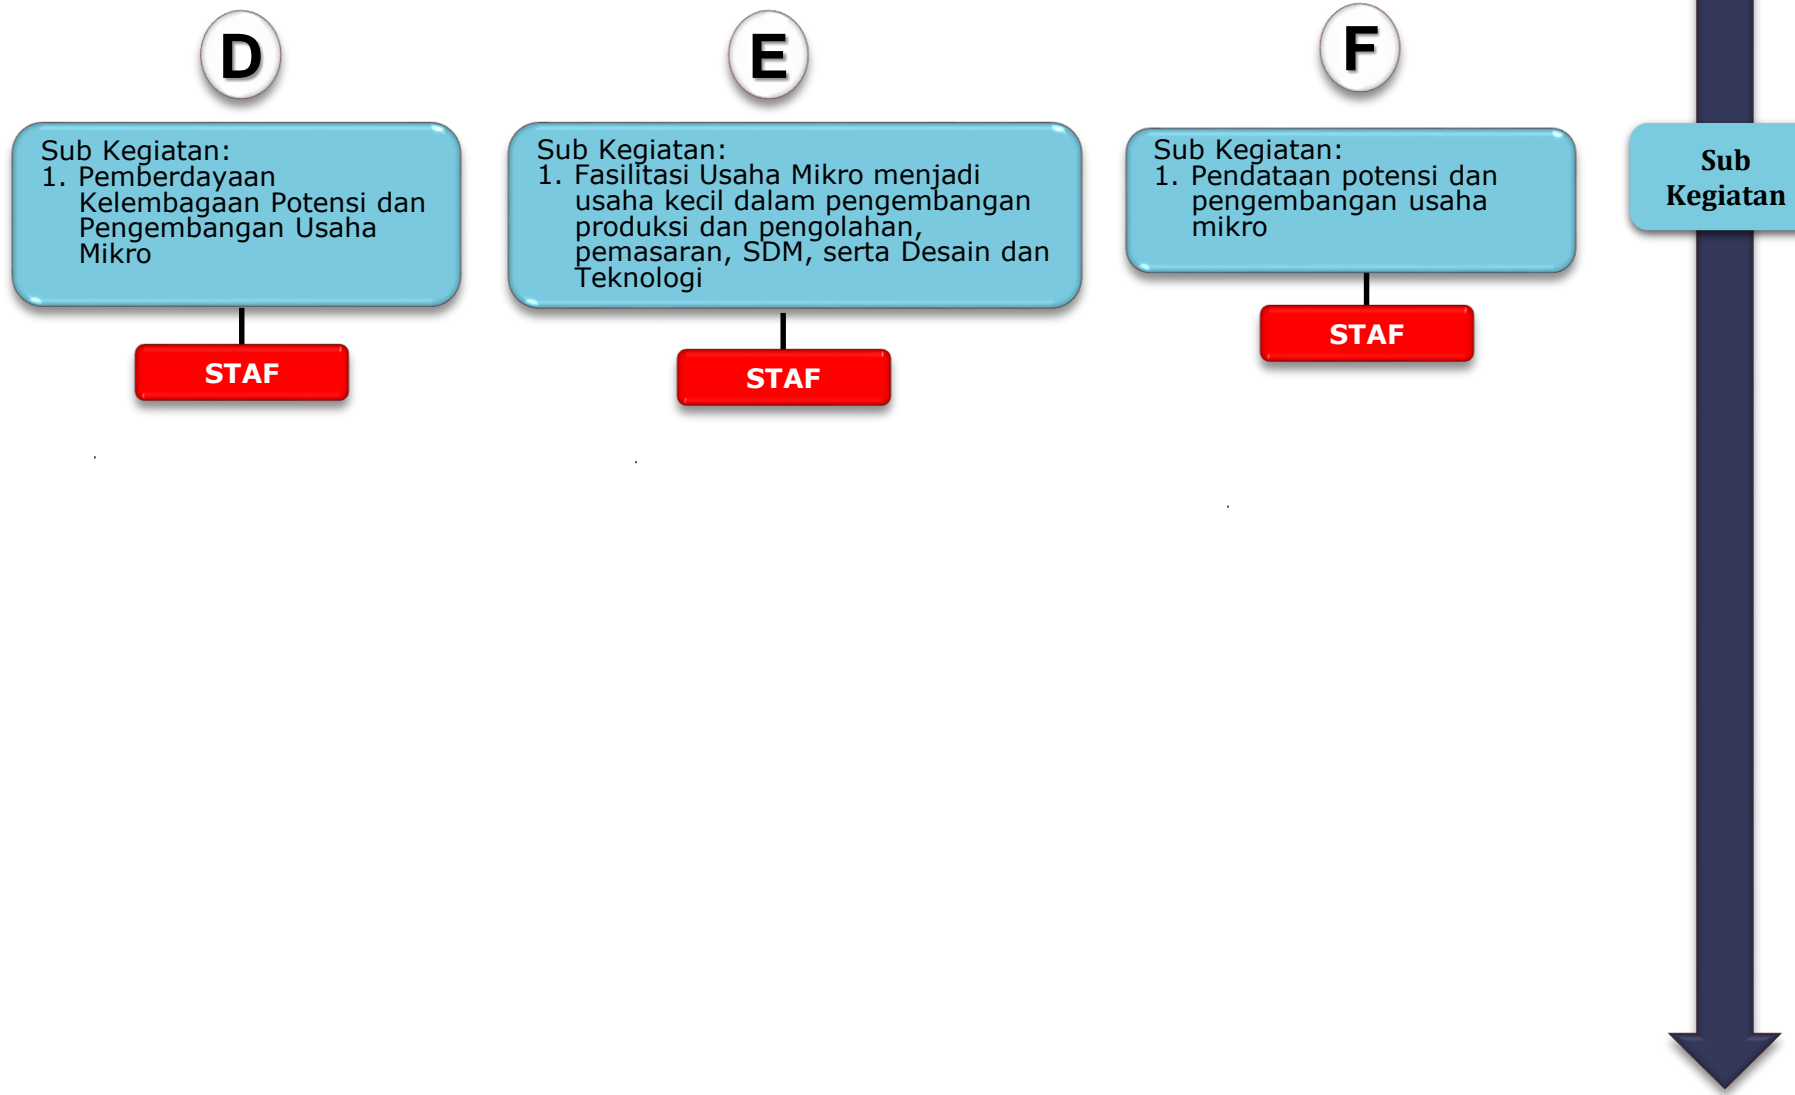 D
E
F
Sub Kegiatan:
1. Pemberdayaan
Kelembagaan Potensi dan
Pengembangan Usaha
Mikro
STAF
Sub Kegiatan:
1. Fasilitasi Usaha Mikro menjadi
usaha kecil dalam pengembangan
produksi dan pengolahan,
pemasaran, SDM, serta Desain dan
Teknologi
STAF
Sub Kegiatan:
1. Pendataan potensi dan
pengembangan usaha
mikro
STAF
Sub
Kegiatan